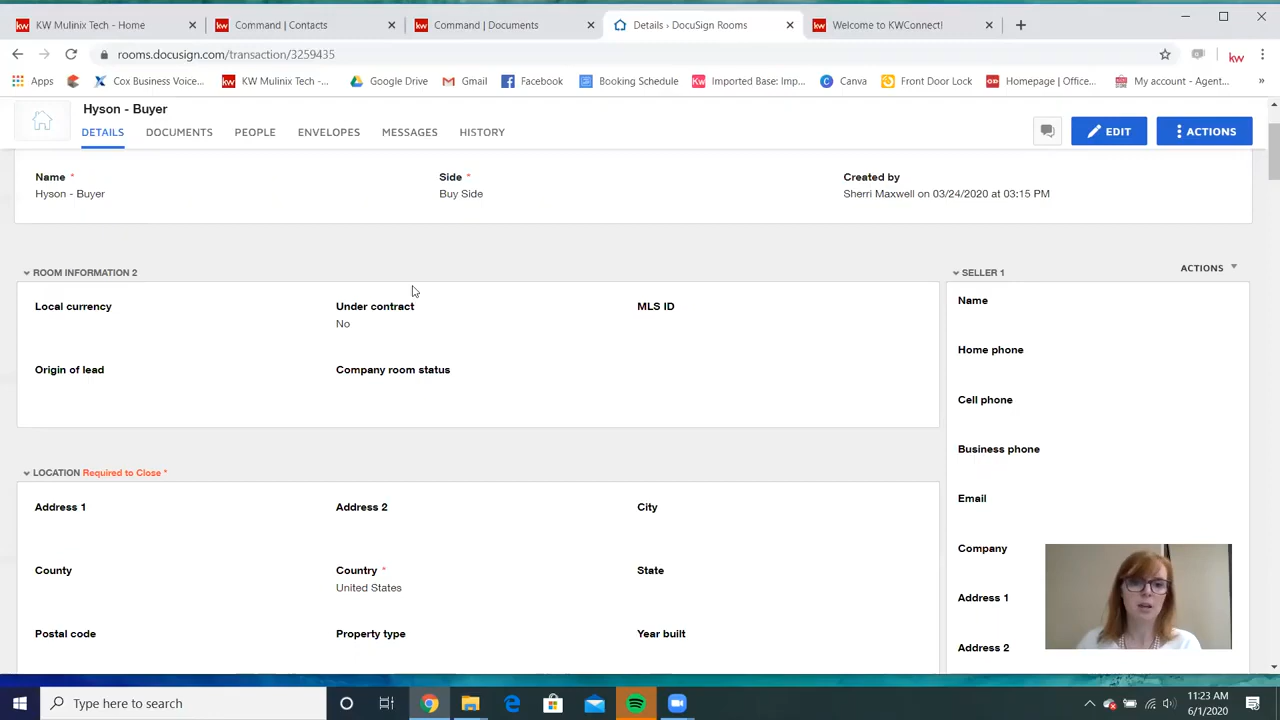 KW Mulinix Tech - Home
Command | Contacts
Command | Documents
Details › DocuSign Rooms
Welcome to KWConnect!
rooms.docusign.com/transaction/3259435
kw
Apps
Cox Business Voice...
KW Mulinix Tech -...
Google Drive
Gmail
Facebook
Booking Schedule
Imported Base: Imp...
Canva
Front Door Lock
Homepage | Office...
My account - Agent...
Hyson - Buyer
DETAILS
DOCUMENTS
PEOPLE
ENVELOPES
MESSAGES
HISTORY
EDIT
ACTIONS
Name *
Side *
Created by
Hyson - Buyer
Buy Side
Sherri Maxwell on 03/24/2020 at 03:15 PM
ROOM INFORMATION 2
SELLER 1
ACTIONS
Local currency
Under contract
MLS ID
No
Origin of lead
Company room status
Name
Home phone
Cell phone
Business phone
Email
Company
Address 1
Address 2
LOCATION Required to Close *
Address 1
Address 2
City
County
Country *
State
United States
Postal code
Property type
Year built
Type here to search
11:23 AM
6/1/2020